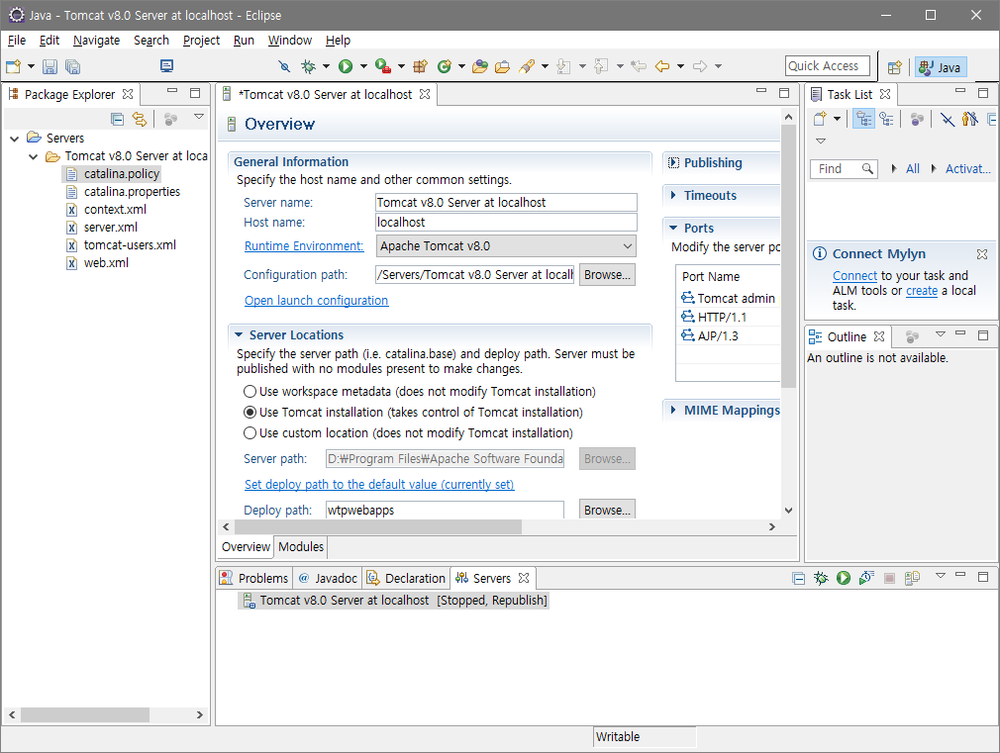 Java - Tomcat v8.0 Server at localhost - Eclipse
File Edit Navigate Search Project Run Window Help
Quick Access
Java
Package Explorer
Servers
Tomcat v8.0 Server at loca
catalina.policy
catalina.properties
context.xml
server.xml
tomcat-users.xml
web.xml
*Tomcat v8.0 Server at localhost
Overview
General Information
Specify the host name and other common settings.
Server name: Tomcat v8.0 Server at localhost
Host name: localhost
Runtime Environment: Apache Tomcat v8.0
Configuration path: /Servers/Tomcat v8.0 Server at localh Browse...
Open launch configuration
Server Locations
Specify the server path (i.e. catalina.base) and deploy path. Server must be
published with no modules present to make changes.
Use workspace metadata (does not modify Tomcat installation)
Use Tomcat installation (takes control of Tomcat installation)
Use custom location (does not modify Tomcat installation)
Server path: D:₩Program Files₩Apache Software Founda Browse...
Set deploy path to the default value (currently set)
Deploy path: wtpwebapps Browse...
Publishing
Timeouts
Ports
Modify the server po
Port Name
Tomcat admin
HTTP/1.1
AJP/1.3
MIME Mappings
Overview Modules
Task List
Find All Activat...
Connect Mylyn
Connect to your task and
ALM tools or create a local
task.
Outline
An outline is not available.
Problems @ Javadoc Declaration Servers
Tomcat v8.0 Server at localhost [Stopped, Republish]
Writable